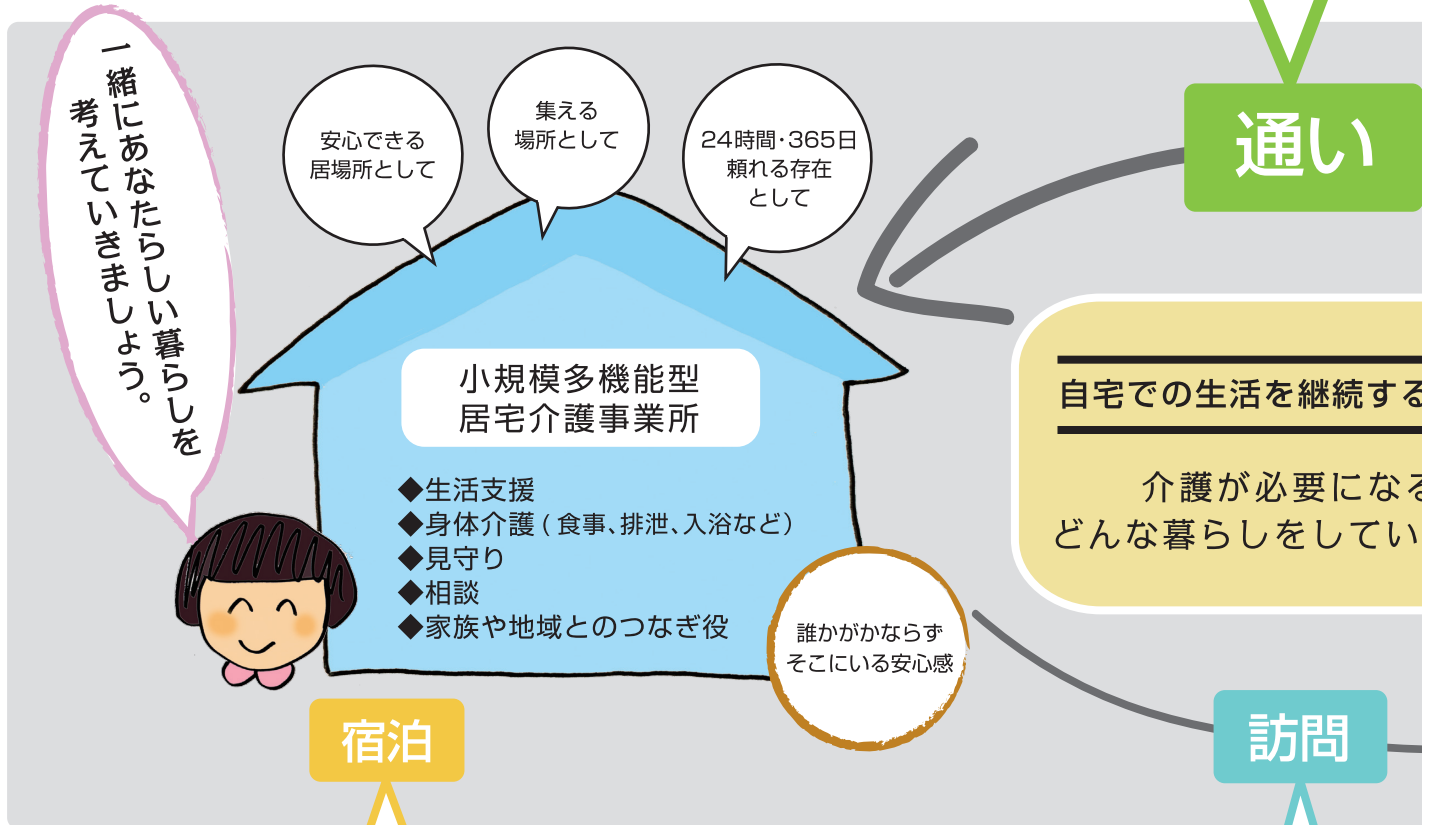 一緒にあなたらしい暮らしを
考えていきましょう。
安心できる
居場所として
集える
場所として
24時間・365日
頼れる存在
として
通い
小規模多機能型
居宅介護事業所
◆生活支援
◆身体介護(食事、排泄、入浴など)
◆見守り
◆相談
◆家族や地域とのつなぎ役
自宅での生活を継続する
介護が必要になる
どんな暮らしをしてい
誰かがかならず
そこにいる安心感
宿泊
訪問